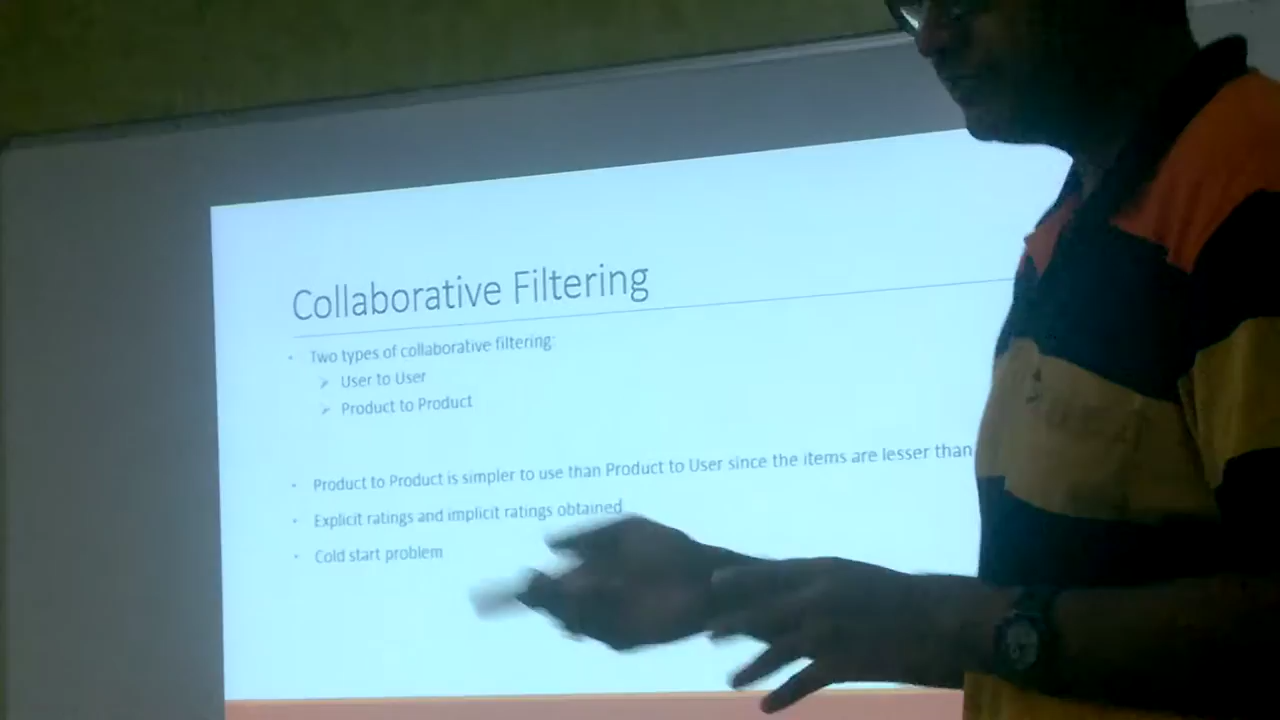 Collaborative Filtering
Two types of collaborative filtering:
User to User
Product to Product
Product to Product is simpler to use than Product to User since the items are lesser than
Explicit ratings and implicit ratings obtained
Cold start problem